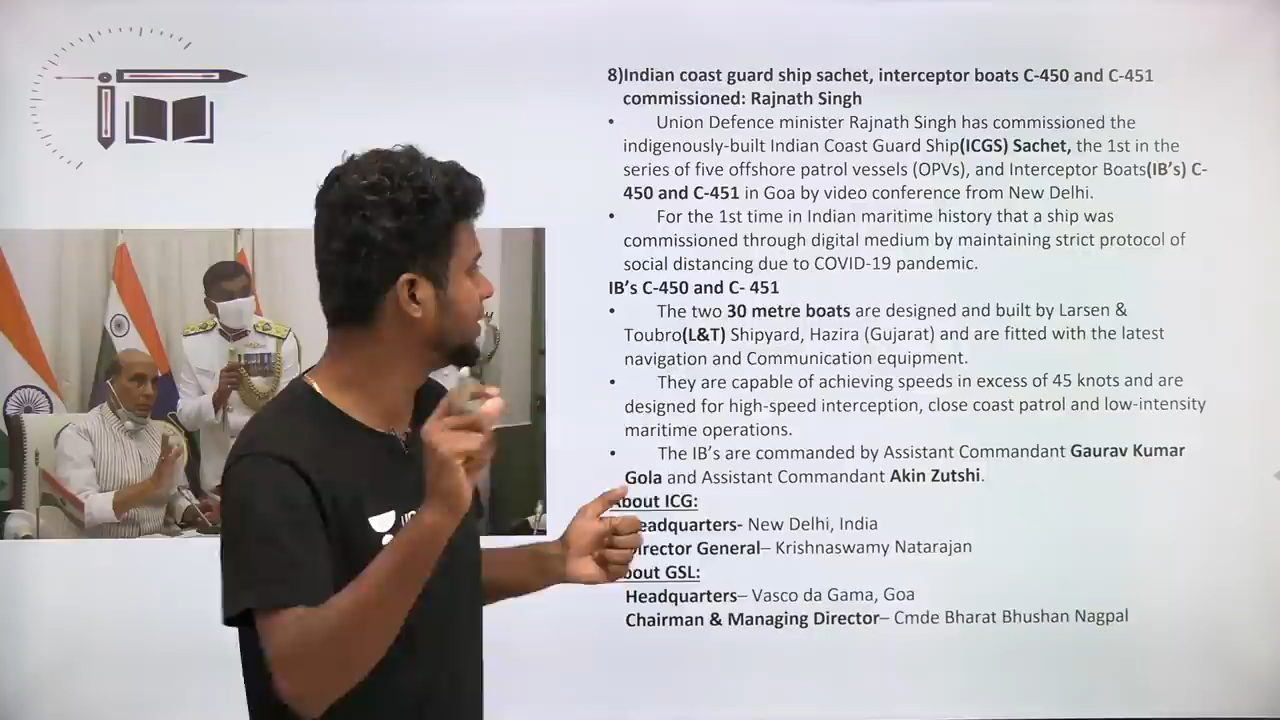 8)Indian coast guard ship sachet, interceptor boats C-450 and C-451
commissioned: Rajnath Singh
• Union Defence minister Rajnath Singh has commissioned the
indigenously-built Indian Coast Guard Ship(ICGS) Sachet, the 1st in the
series of five offshore patrol vessels (OPVs), and Interceptor Boats(IB's) C-
450 and C-451 in Goa by video conference from New Delhi.
• For the 1st time in Indian maritime history that a ship was
commissioned through digital medium by maintaining strict protocol of
social distancing due to COVID-19 pandemic.
IB's C-450 and C- 451
• The two 30 metre boats are designed and built by Larsen &
Toubro(L&T) Shipyard, Hazira (Gujarat) and are fitted with the latest
navigation and Communication equipment.
• They are capable of achieving speeds in excess of 45 knots and are
designed for high-speed interception, close coast patrol and low-intensity
maritime operations.
• The IB's are commanded by Assistant Commandant Gaurav Kumar
Gola and Assistant Commandant Akin Zutshi.
About ICG:
eadquarters- New Delhi, India
irector General– Krishnaswamy Natarajan
bout GSL:
Headquarters– Vasco da Gama, Goa
Chairman & Managing Director– Cmde Bharat Bhushan Nagpal